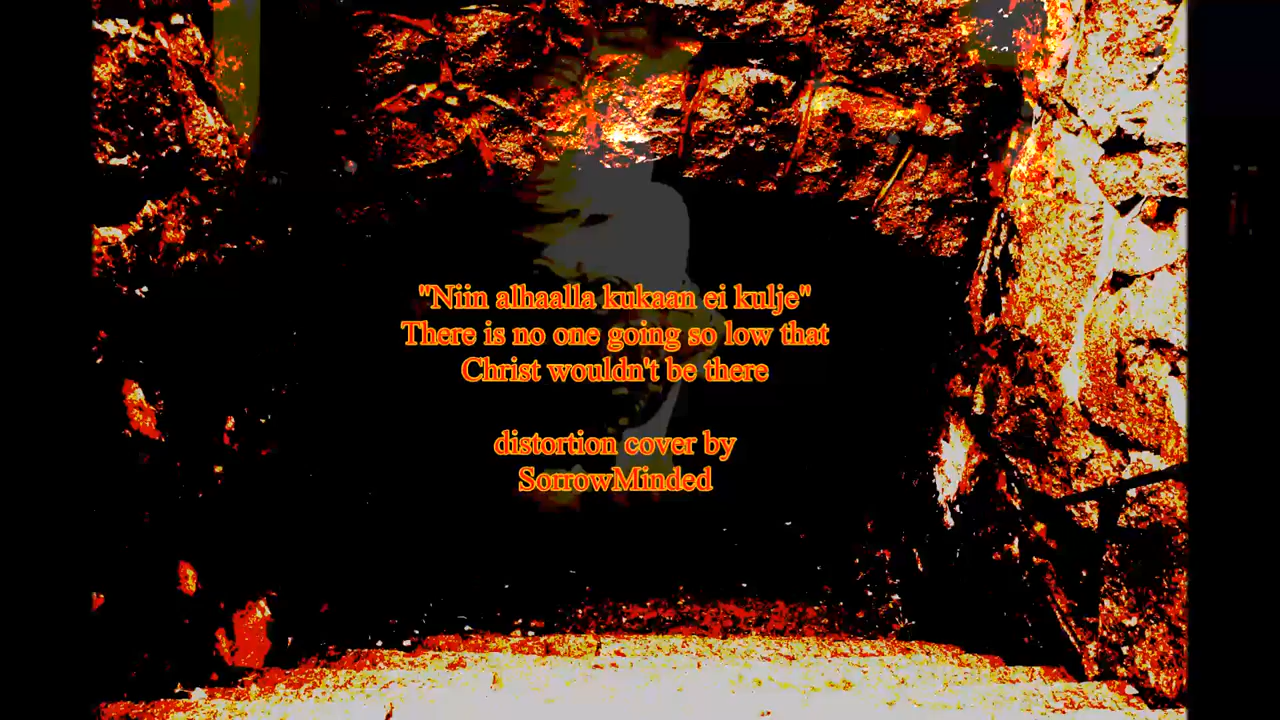 "Niin alhaalla kukaan ei kulje"
There is no one going so low that
Christ wouldn't be there
distortion cover by
SorrowMinded